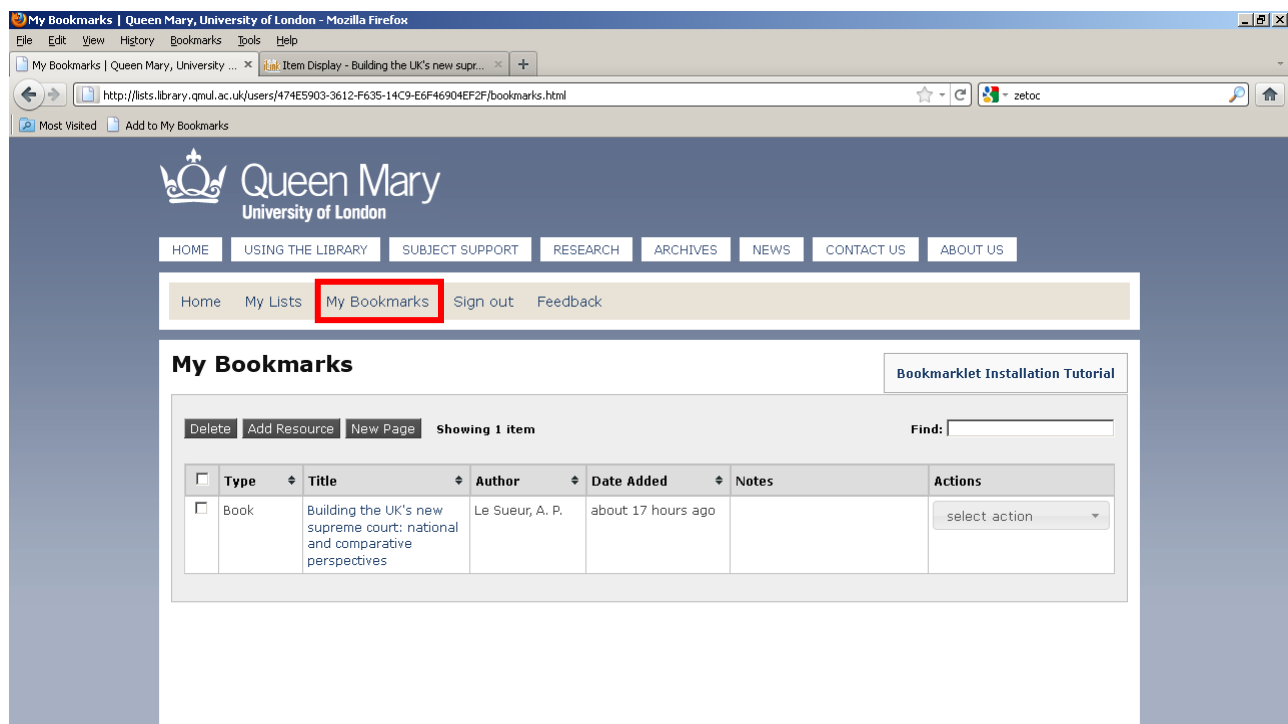 My Bookmarks | Queen Mary, University of London - Mozilla Firefox
File Edit View History Bookmarks Tools Help
My Bookmarks | Queen Mary, University ... × iLink Item Display - Building the UK's new supr... × +
http://lists.library.qmul.ac.uk/users/474E5903-3612-F635-14C9-E6F46904EF2F/bookmarks.html zetoc
Most Visited Add to My Bookmarks
Queen Mary
University of London
HOME USING THE LIBRARY SUBJECT SUPPORT RESEARCH ARCHIVES NEWS CONTACT US ABOUT US
Home My Lists My Bookmarks Sign out Feedback
My Bookmarks
Bookmarklet Installation Tutorial
Delete Add Resource New Page Showing 1 item Find:
Type Title Author Date Added Notes Actions
Book Building the UK's new Le Sueur, A. P. about 17 hours ago select action
supreme court: national
and comparative
perspectives